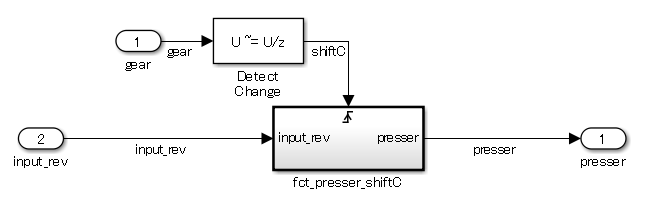 1
gear
gear
U ~= U/z
shiftC
Detect
Change
2
input_rev
input_rev
input_rev
presser
fct_presser_shiftC
presser
1
presser